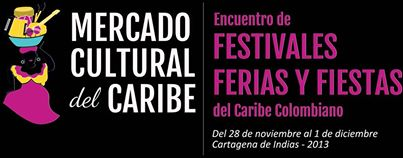 MERCADO
CULTURAL
del CARIBE
Encuentro de
FESTIVALES
FERIAS Y FIESTAS
del Caribe Colombiano
Del 28 de noviembre al 1 de diciembre
Cartagena de Indias - 2013